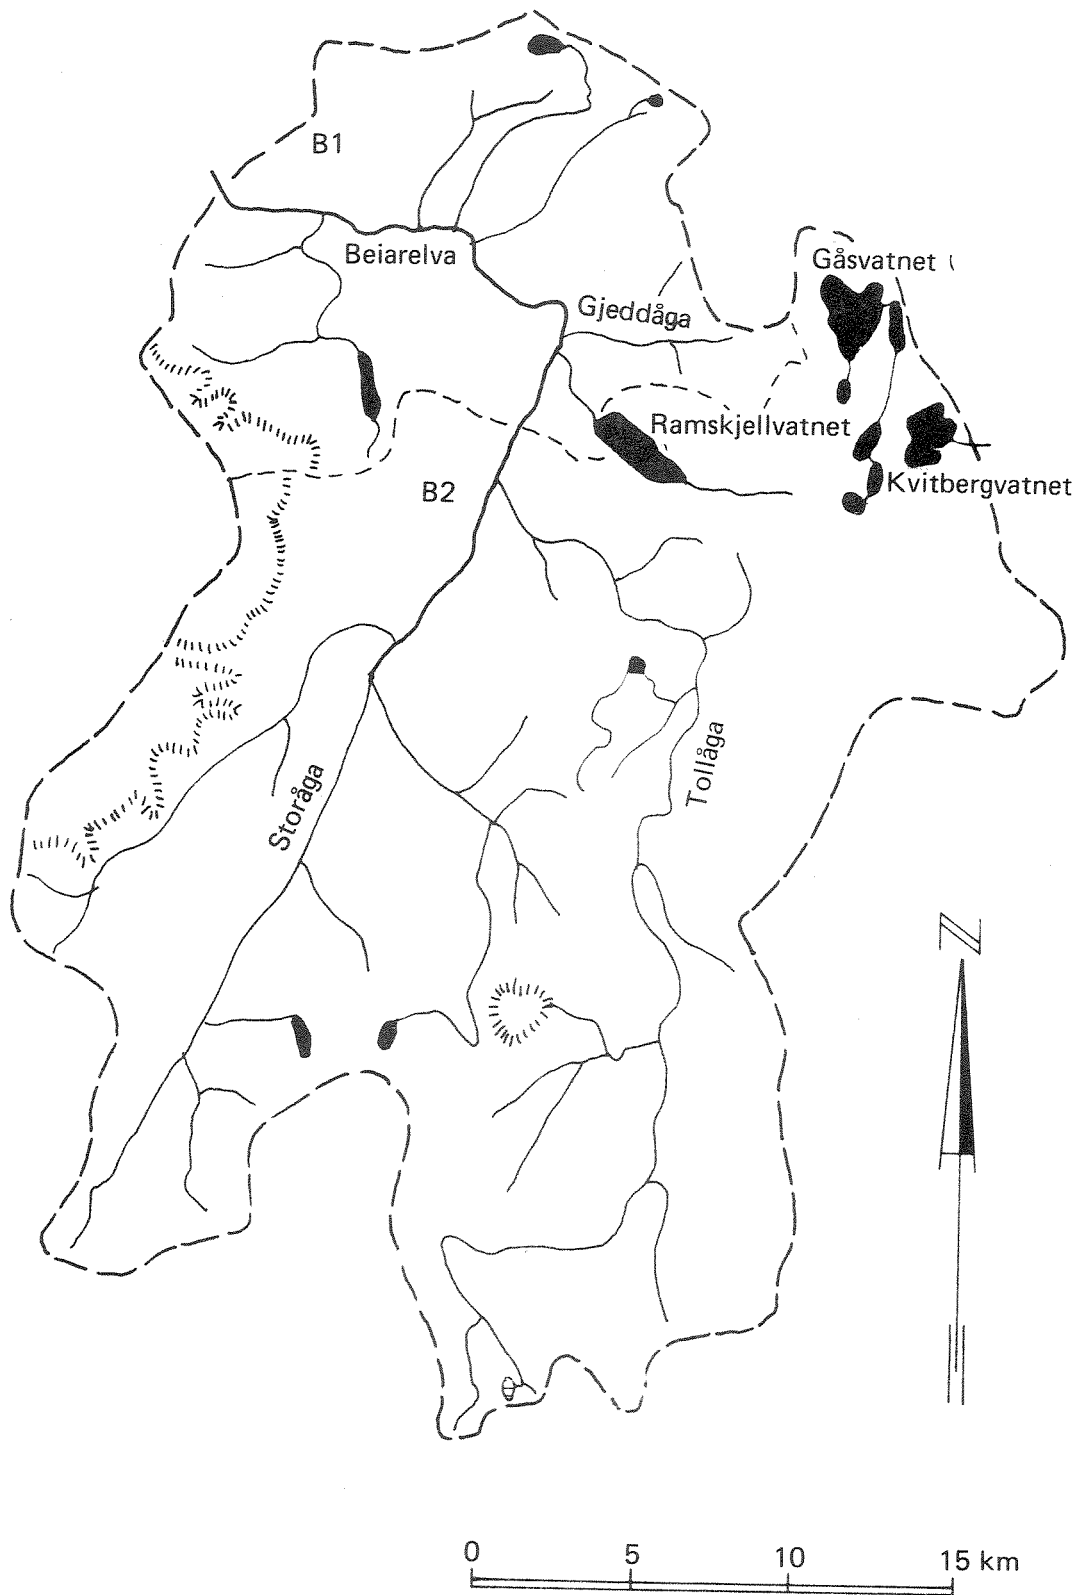 B1
Beiarelva
Gåsvatnet
Gjeddåga
Ramskjellvatnet
B2
Kvitbergvatnet
Tollåga
Storåga
N
0 5 10 15 km